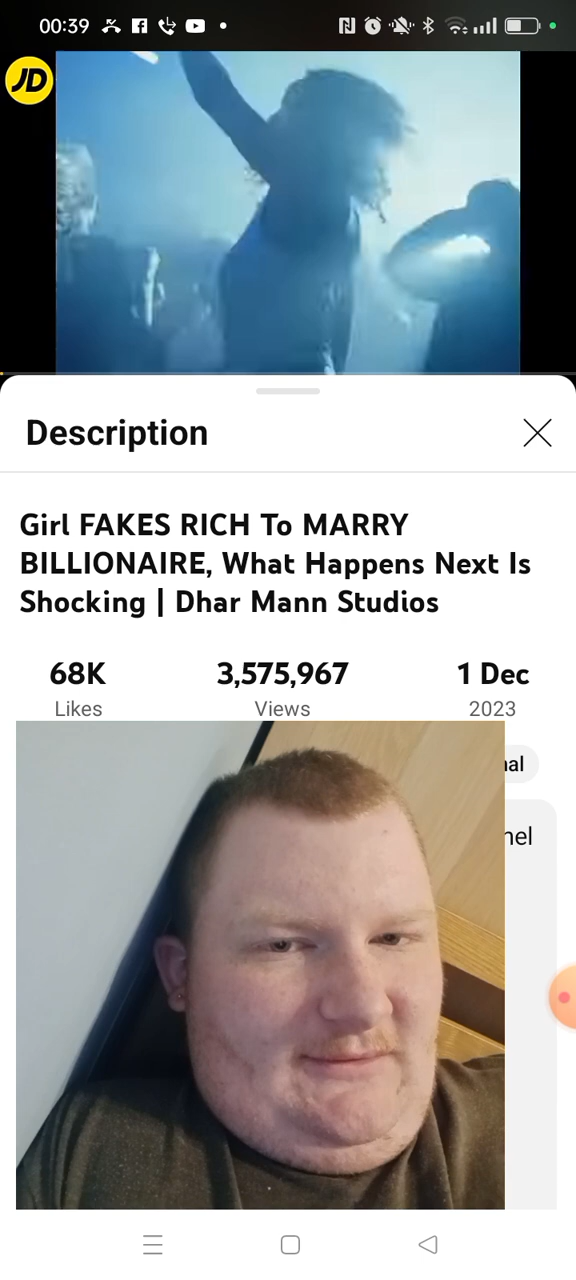 00:39
JD
Description
Girl FAKES RICH To MARRY
BILLIONAIRE, What Happens Next Is
Shocking | Dhar Mann Studios
68K 3,575,967 1 Dec
Likes Views 2023